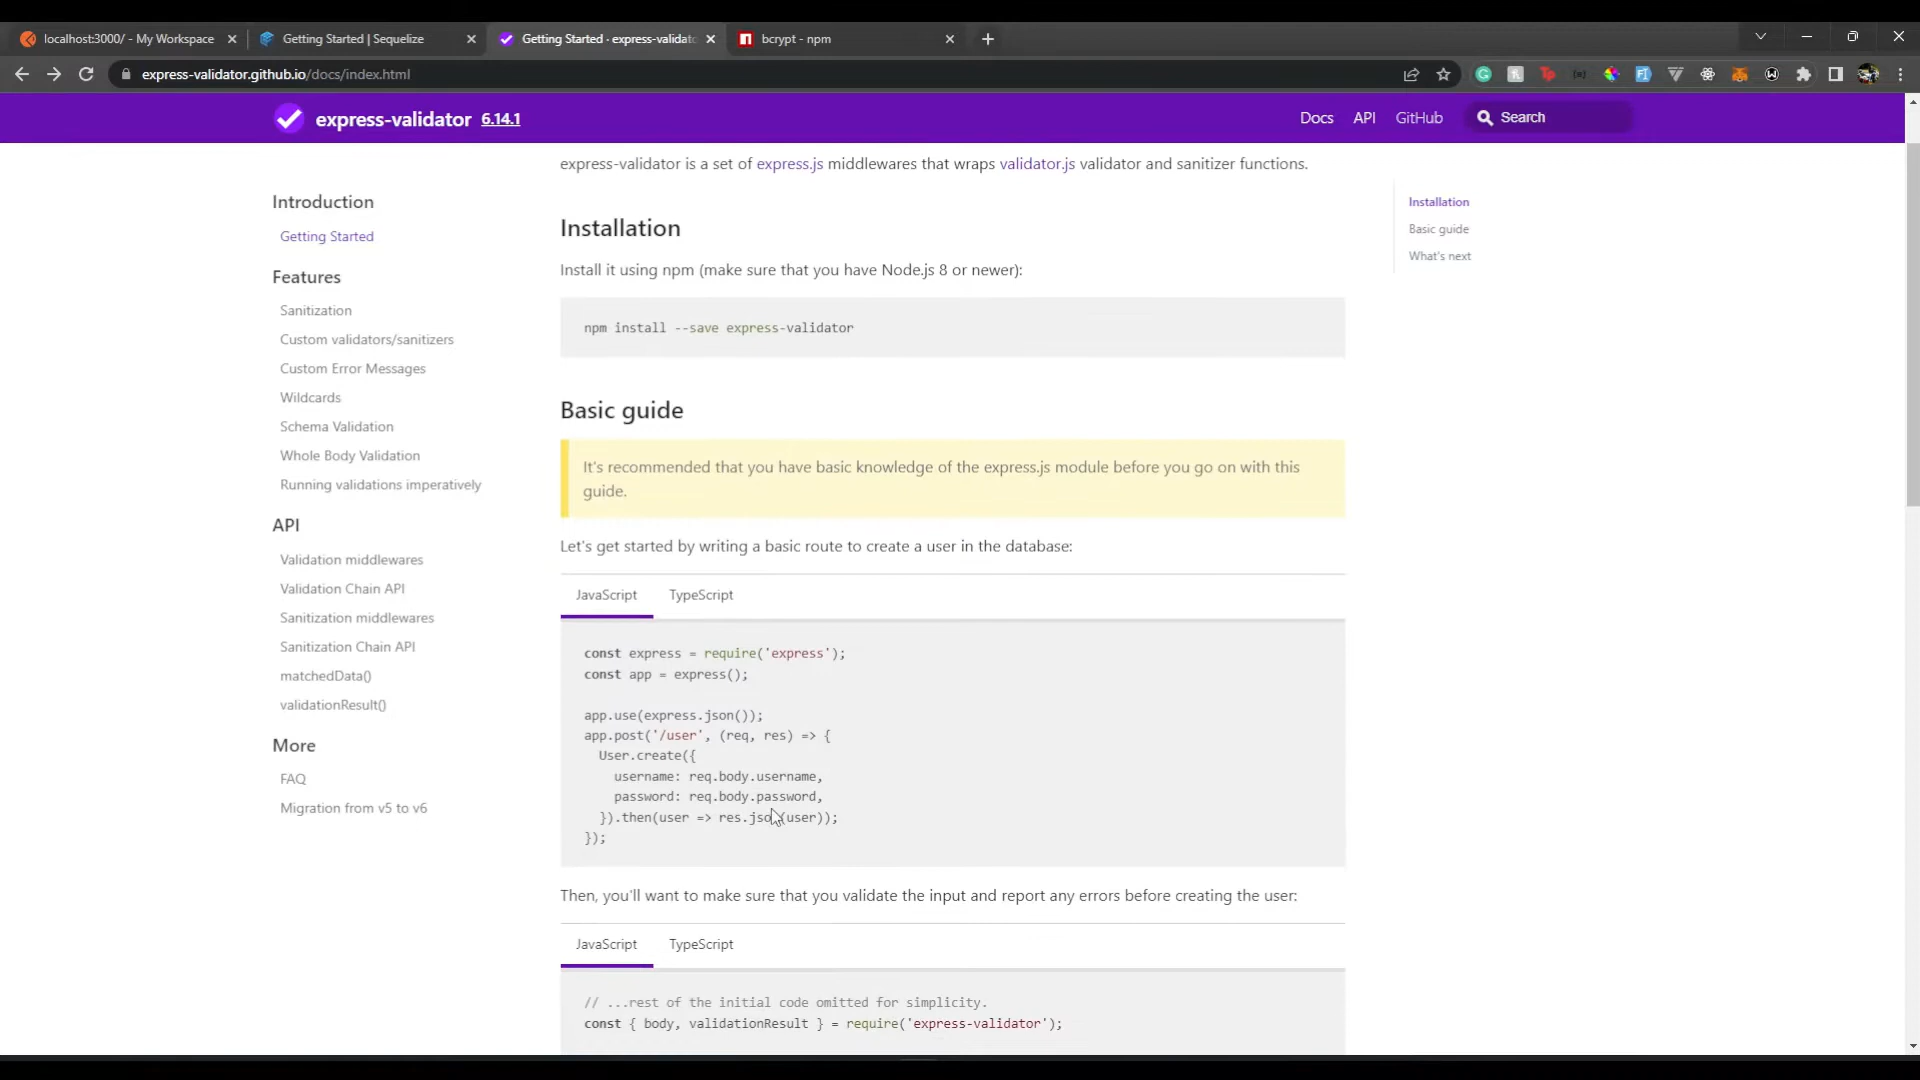 localhost:3000/ - My Workspace
Getting Started | Sequelize
Getting Started · express-validato
bcrypt - npm
express-validator.github.io/docs/index.html
express-validator 6.14.1
Docs
API
GitHub
Search
Introduction
Getting Started
Features
Sanitization
Custom validators/sanitizers
Custom Error Messages
Wildcards
Schema Validation
Whole Body Validation
Running validations imperatively
API
Validation middlewares
Validation Chain API
Sanitization middlewares
Sanitization Chain API
matchedData()
validationResult()
More
FAQ
Migration from v5 to v6
express-validator is a set of express.js middlewares that wraps validator.js validator and sanitizer functions.
Installation
Install it using npm (make sure that you have Node.js 8 or newer):
npm install --save express-validator
Basic guide
It's recommended that you have basic knowledge of the express.js module before you go on with this
guide.
Let's get started by writing a basic route to create a user in the database:
JavaScript
TypeScript
const express = require('express');
const app = express();
app.use(express.json());
app.post('/user', (req, res) => {
User.create({
username: req.body.username,
password: req.body.password,
}).then(user => res.json(user));
});
Then, you'll want to make sure that you validate the input and report any errors before creating the user:
JavaScript
TypeScript
// ...rest of the initial code omitted for simplicity.
const { body, validationResult } = require('express-validator');
Installation
Basic guide
What's next